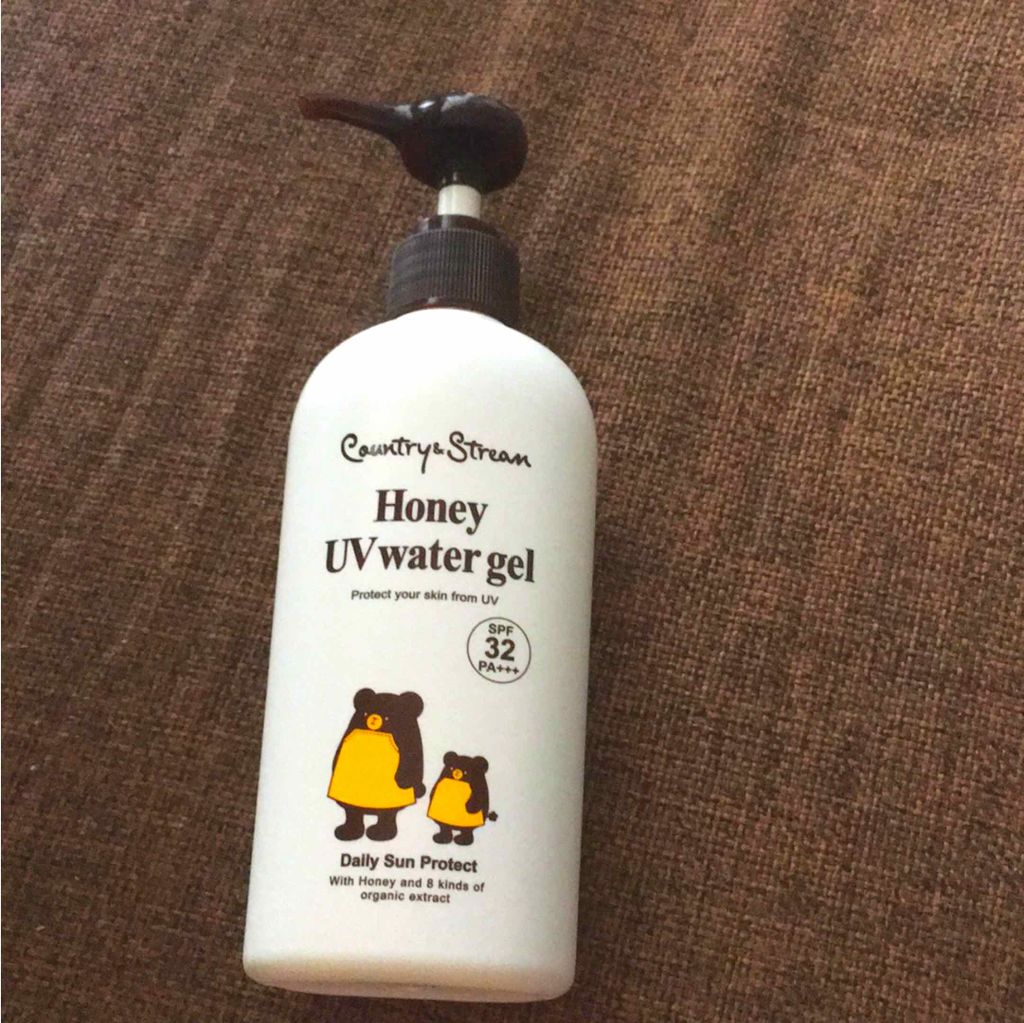 Country & Stream
Honey
UV water gel
Protect your skin from UV
SPF
32
PA+++
Daily Sun Protect
With Honey and 8 kinds of
organic extract